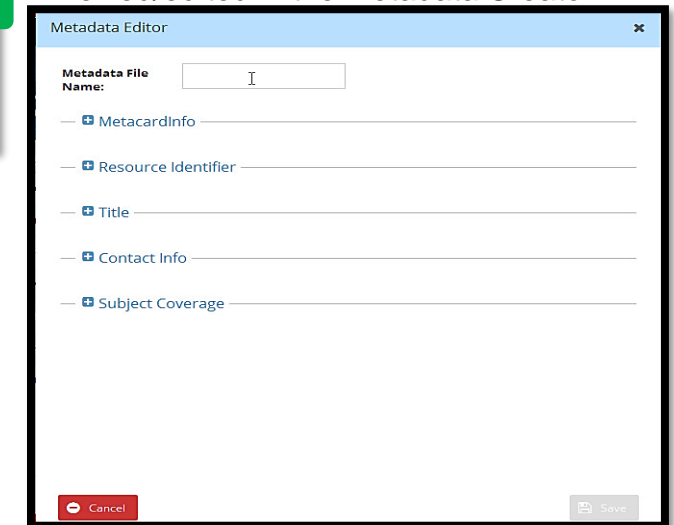 Metadata Editor
Metadata File
Name:
MetacardInfo
Resource Identifier
Title
Contact Info
Subject Coverage
Cancel
Save